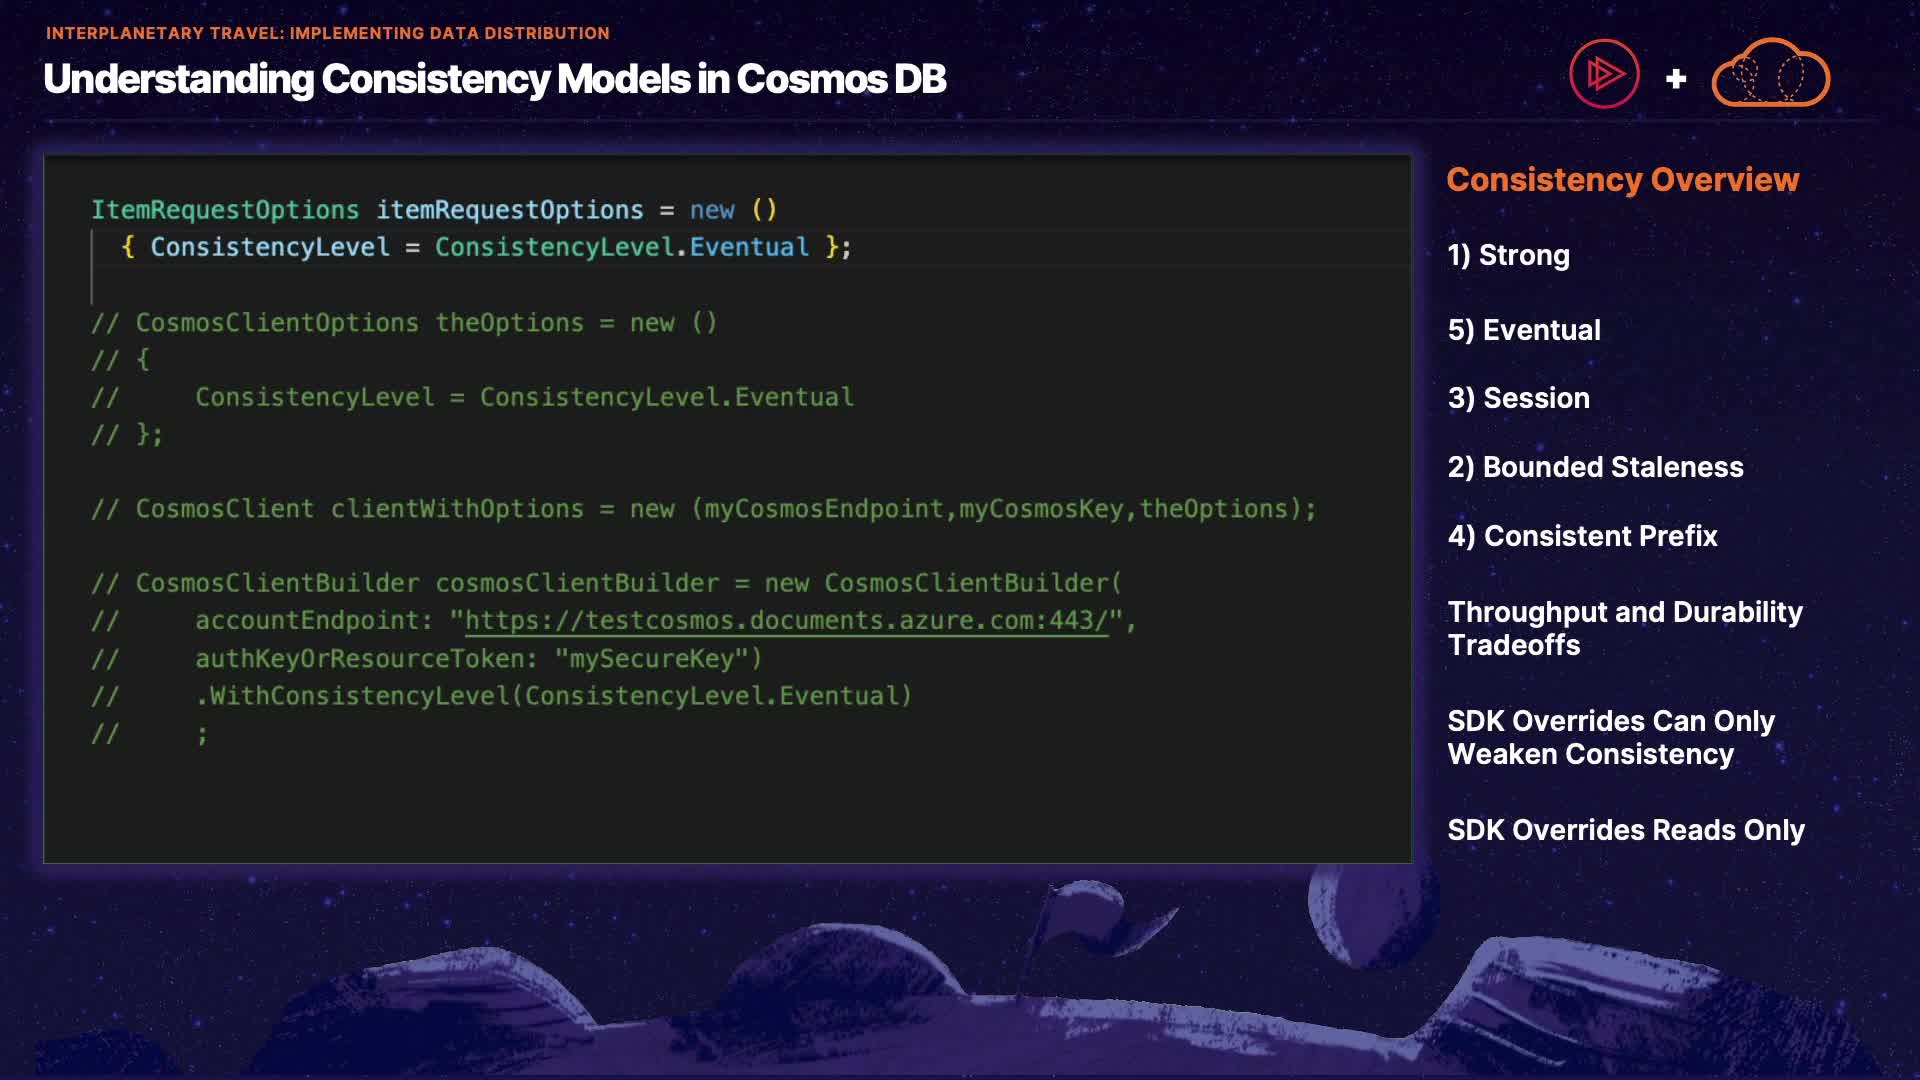 INTERPLANETARY TRAVEL: IMPLEMENTING DATA DISTRIBUTION
Understanding Consistency Models in Cosmos DB
+
ItemRequestOptions itemRequestOptions = new ()
{ ConsistencyLevel = ConsistencyLevel.Eventual };
// CosmosClientOptions theOptions = new ()
// {
//     ConsistencyLevel = ConsistencyLevel.Eventual
// };
// CosmosClient clientWithOptions = new (myCosmosEndpoint,myCosmosKey,theOptions);
// CosmosClientBuilder cosmosClientBuilder = new CosmosClientBuilder(
//     accountEndpoint: "https://testcosmos.documents.azure.com:443/",
//     authKeyOrResourceToken: "mySecureKey")
//     .WithConsistencyLevel(ConsistencyLevel.Eventual)
//     ;
Consistency Overview
1) Strong
5) Eventual
3) Session
2) Bounded Staleness
4) Consistent Prefix
Throughput and Durability
Tradeoffs
SDK Overrides Can Only
Weaken Consistency
SDK Overrides Reads Only